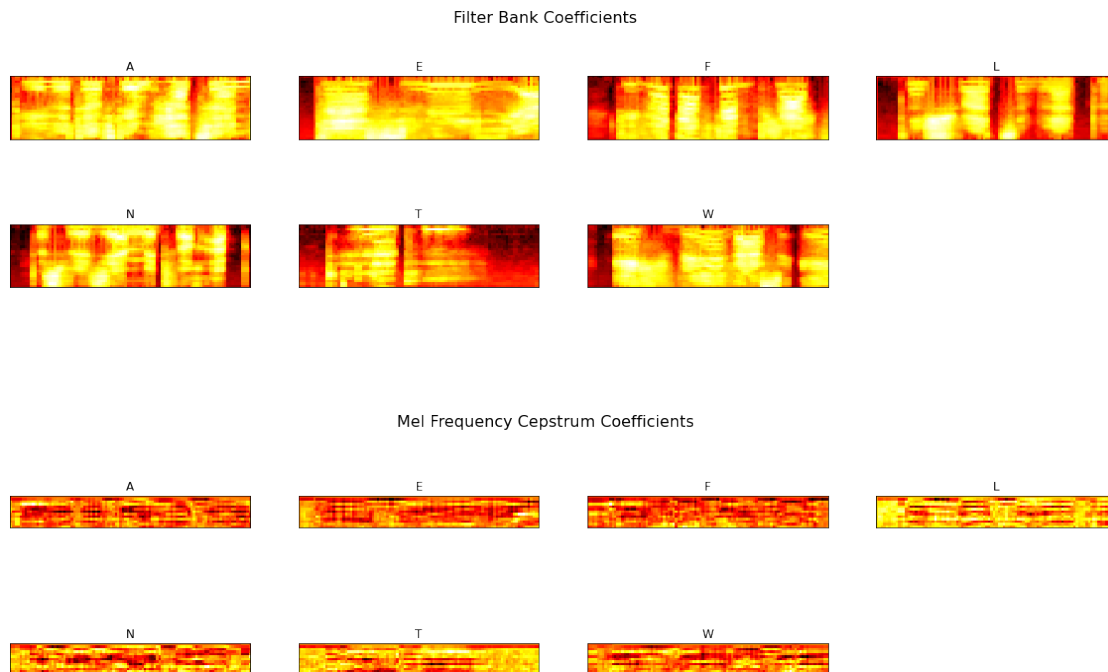 Filter Bank Coefficients
A E F L
N T W
Mel Frequency Cepstrum Coefficients
A E F L
N T W